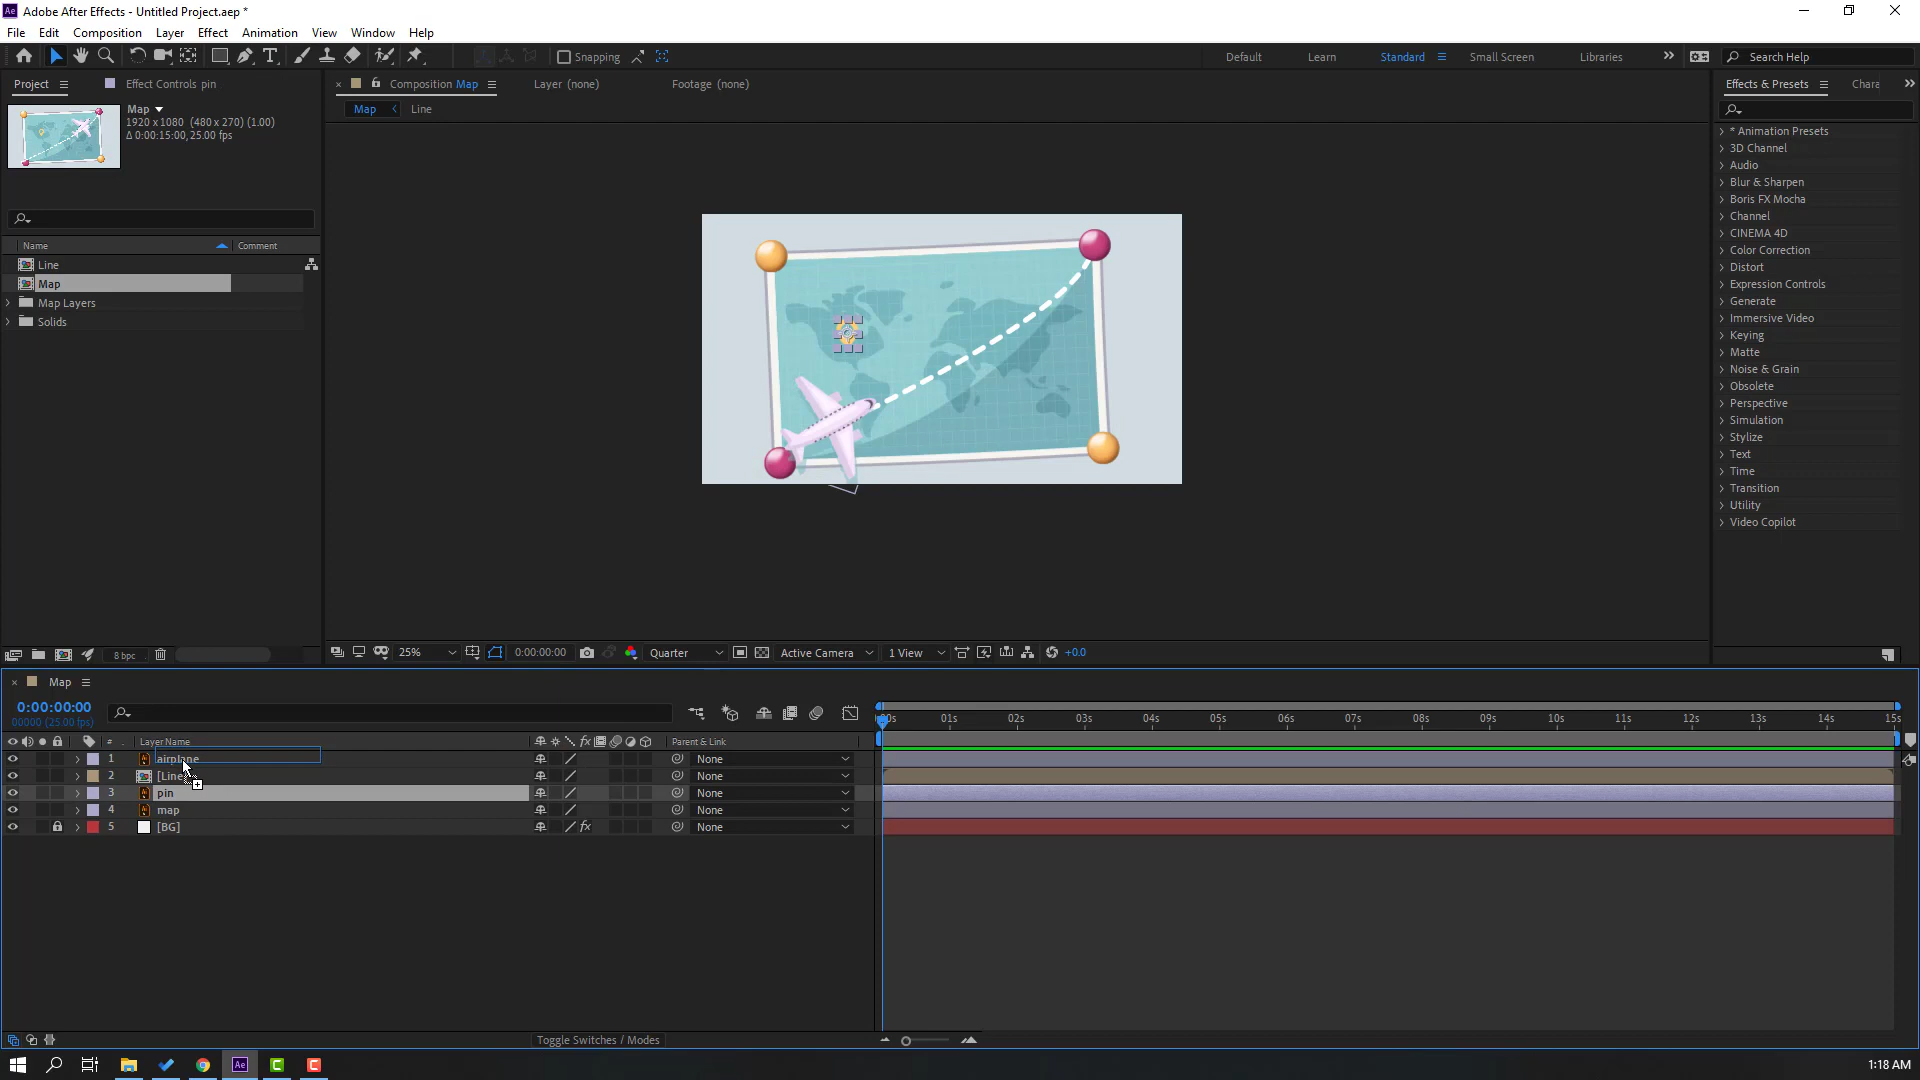 Adobe After Effects - Untitled Project.aep *
File Edit Composition Layer Effect Animation View Window Help
Snapping Default Learn Standard Small Screen Libraries Search Help
Project Effect Controls pin Composition Map Layer (none) Footage (none) Effects & Presets Chara
Map
1920 x 1080 (480 x 270) (1.00)
Δ 0:00:15:00, 25.00 fps
Map Line
Name Comment
Line
Map
Map Layers
Solids
* Animation Presets
3D Channel
Audio
Blur & Sharpen
Boris FX Mocha
Channel
CINEMA 4D
Color Correction
Distort
Expression Controls
Generate
Immersive Video
Keying
Matte
Noise & Grain
Obsolete
Perspective
Simulation
Stylize
Text
Time
Transition
Utility
Video Copilot
8 bpc 25% 0:00:00:00 Quarter Active Camera 1 View +0.0
Map
0:00:00:00
00000 (25.00 fps)
00s 01s 02s 03s 04s 05s 06s 07s 08s 09s 10s 11s 12s 13s 14s 15s
# Layer Name Parent & Link
1 airplane None
2 [Line None
3 pin None
4 map None
5 [BG] fx None
Toggle Switches / Modes
1:18 AM